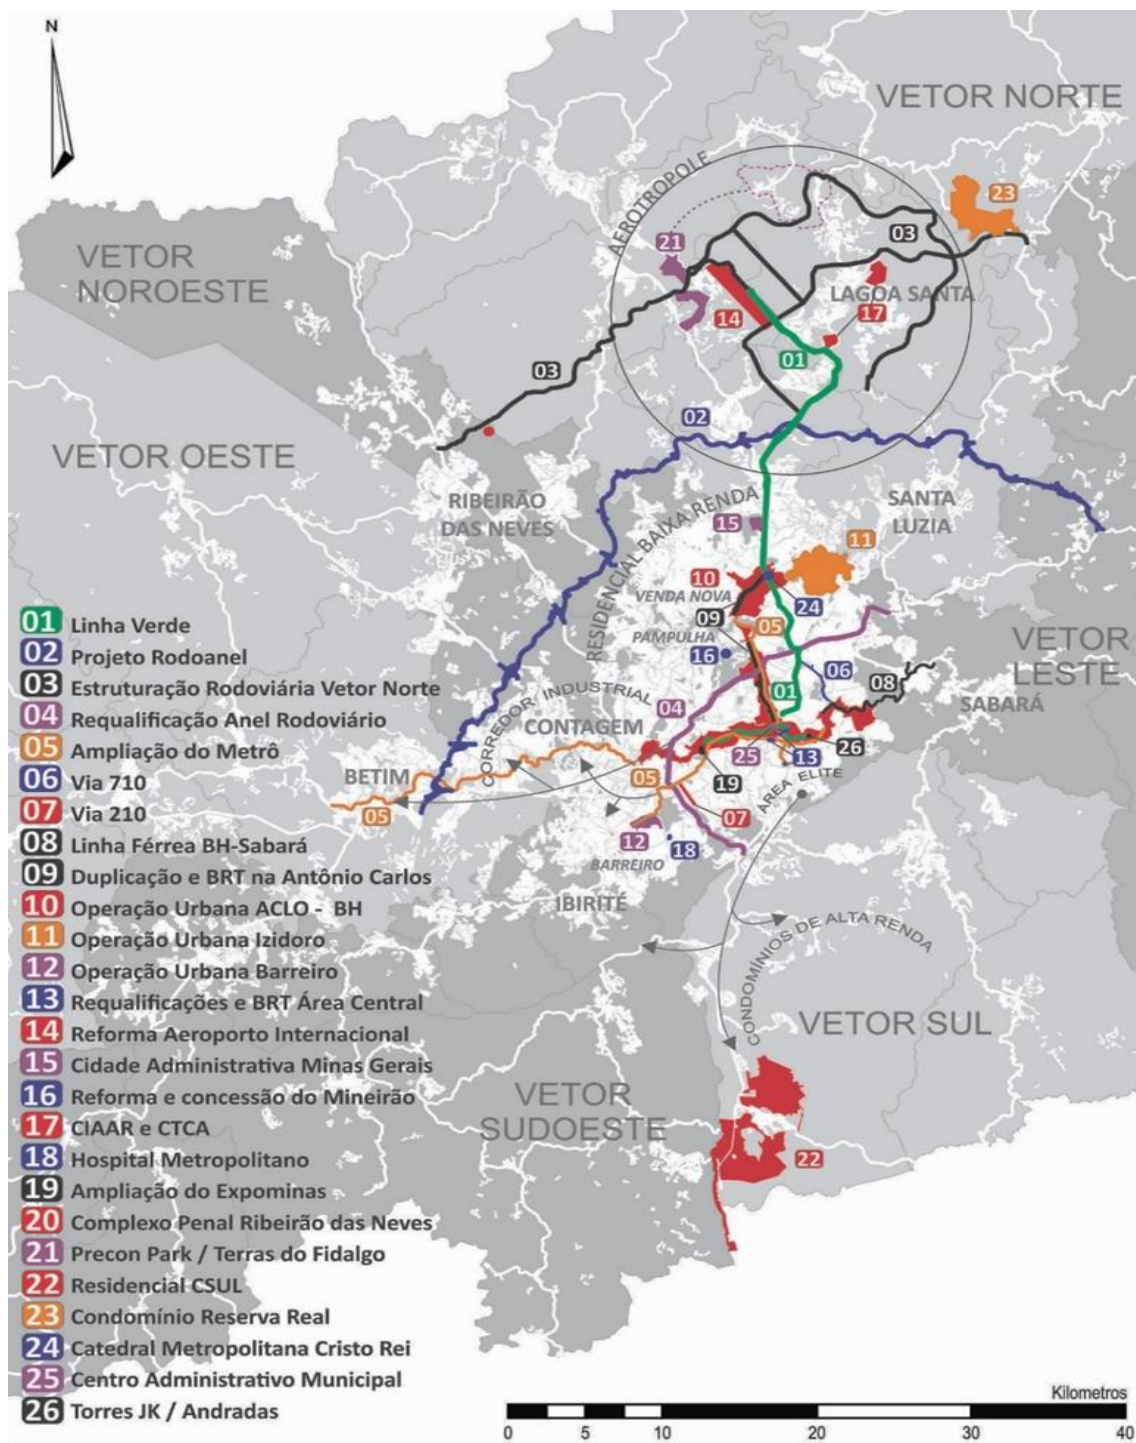 N
VETOR NORTE
AEROTROPOLE
23
21
03
VETOR
NOROESTE
LAGOA SANTA
14
17
01
03
02
VETOR OESTE
RIBEIRÃO
DAS NEVES
RESIDENCIAL BAIXA RENDA
SANTA
LUZIA
15
11
10
VENDA NOVA
24
09
05
PAMPULHA
16
06
VETOR
LESTE
08
SABARÁ
01
04
CORREDOR INDUSTRIAL
CONTAGEM
25
13
26
BETIM
05
19
ÁREA ELITE
05
07
12
18
BARREIRO
IBIRITÉ
CONDOMÍNIOS DE ALTA RENDA
VETOR SUL
VETOR
SUDOESTE
22
01 Linha Verde
02 Projeto Rodoanel
03 Estruturação Rodoviária Vetor Norte
04 Requalificação Anel Rodoviário
05 Ampliação do Metrô
06 Via 710
07 Via 210
08 Linha Férrea BH-Sabará
09 Duplicação e BRT na Antônio Carlos
10 Operação Urbana ACLO - BH
11 Operação Urbana Izidoro
12 Operação Urbana Barreiro
13 Requalificações e BRT Área Central
14 Reforma Aeroporto Internacional
15 Cidade Administrativa Minas Gerais
16 Reforma e concessão do Mineirão
17 CIAAR e CTCA
18 Hospital Metropolitano
19 Ampliação do Expominas
20 Complexo Penal Ribeirão das Neves
21 Precon Park / Terras do Fidalgo
22 Residencial CSUL
23 Condomínio Reserva Real
24 Catedral Metropolitana Cristo Rei
25 Centro Administrativo Municipal
26 Torres JK / Andradas
Kilometros
0 5 10 20 30 40